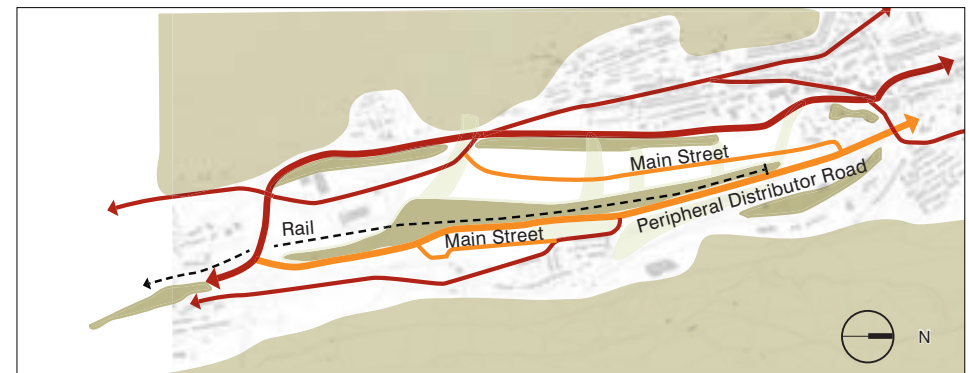 Main Street
Peripheral Distributor Road
Rail
Main Street
N